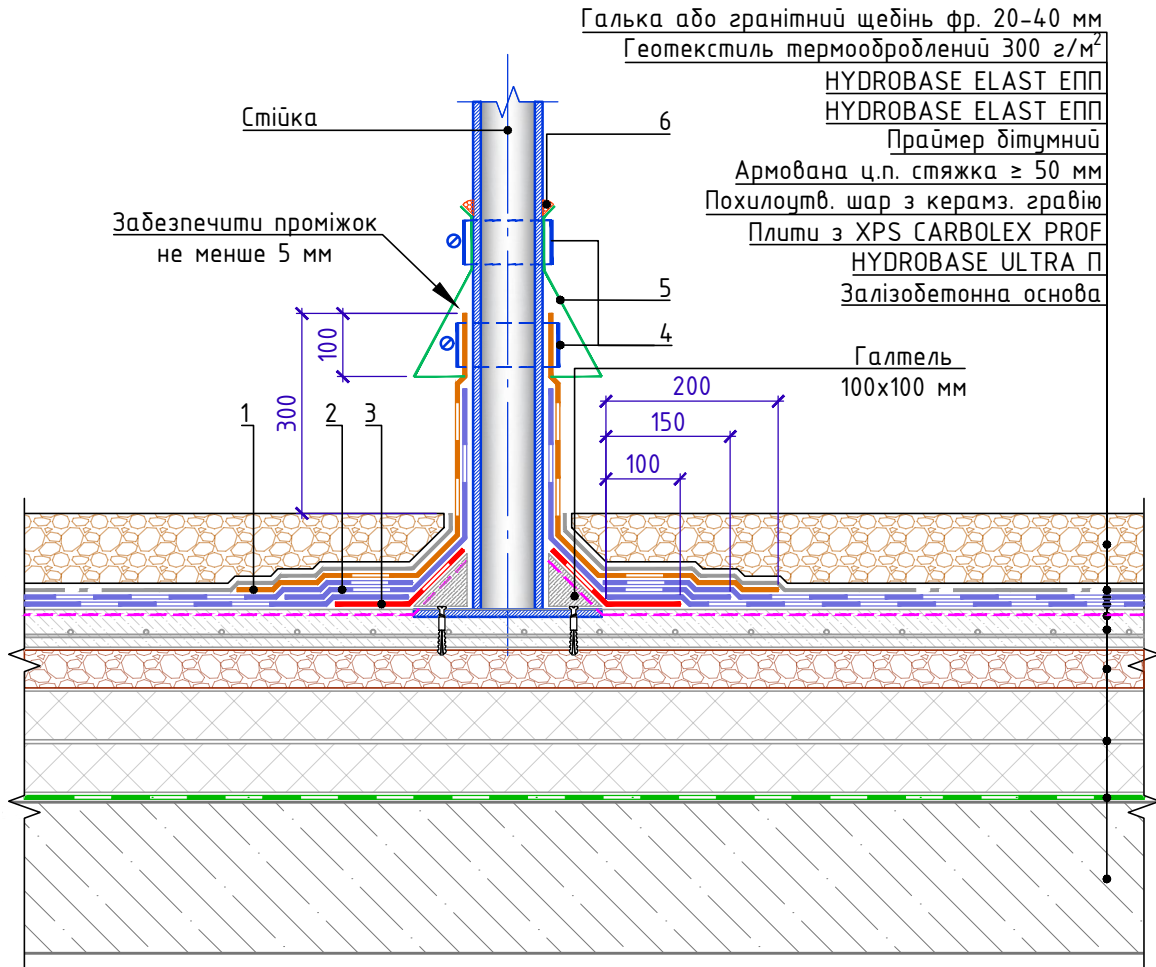 Галька або гранітний щебінь фр. 20-40 мм
Геотекстиль термооброблений 300 г/м²
HYDROBASE ELAST ЕПП
HYDROBASE ELAST ЕПП
Праймер бітумний
Армована ц.п. стяжка ≥ 50 мм
Похилоутв. шар з керамз. гравію
Плити з XPS CARBOLEX PROF
HYDROBASE ULTRA П
Залізобетонна основа
Стійка
6
Забезпечити проміжок
не менше 5 мм
5
4
Галтель
100х100 мм
100
300
200
150
100
1
2
3